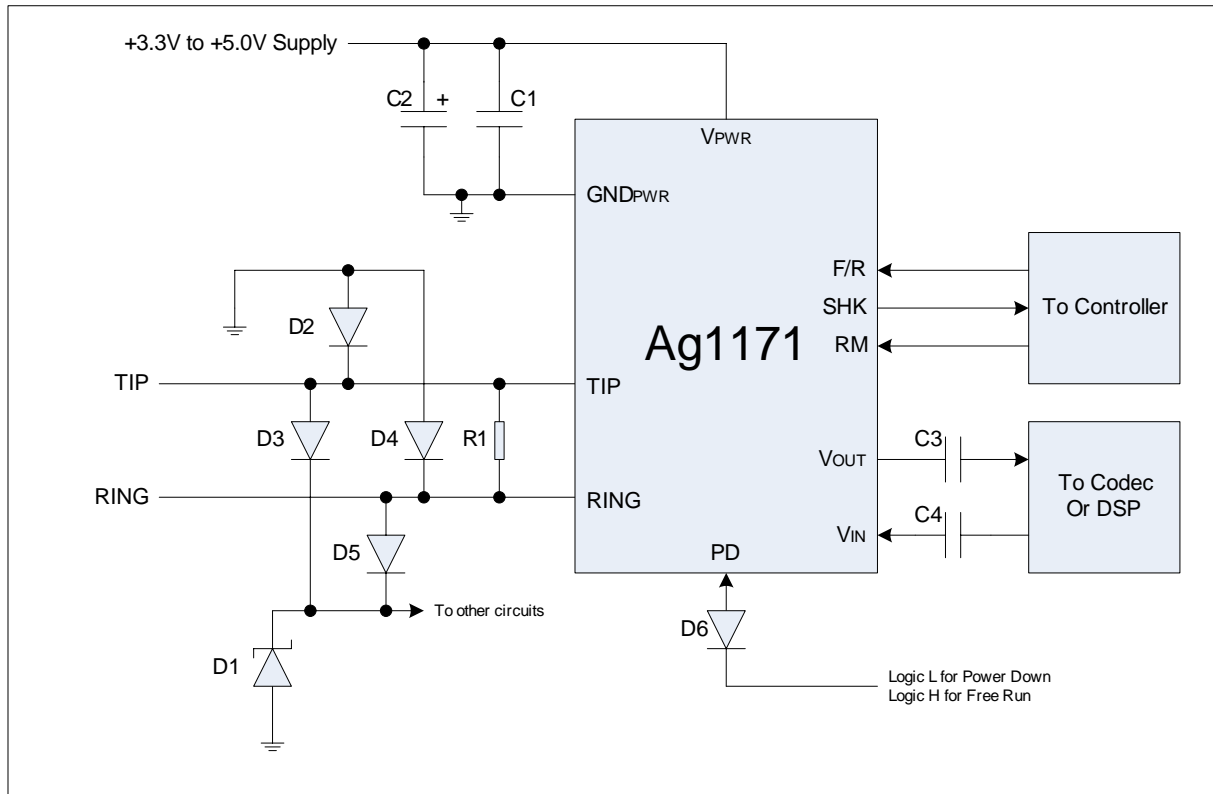 +3.3V to +5.0V Supply
C2
+
C1
VPWR
GNDPWR
F/R
SHK
RM
To Controller
D2
Ag1171
TIP
TIP
D3
D4
R1
C3
VOUT
To Codec
Or DSP
RING
RING
C4
VIN
D5
PD
To other circuits
D6
D1
Logic L for Power Down
Logic H for Free Run